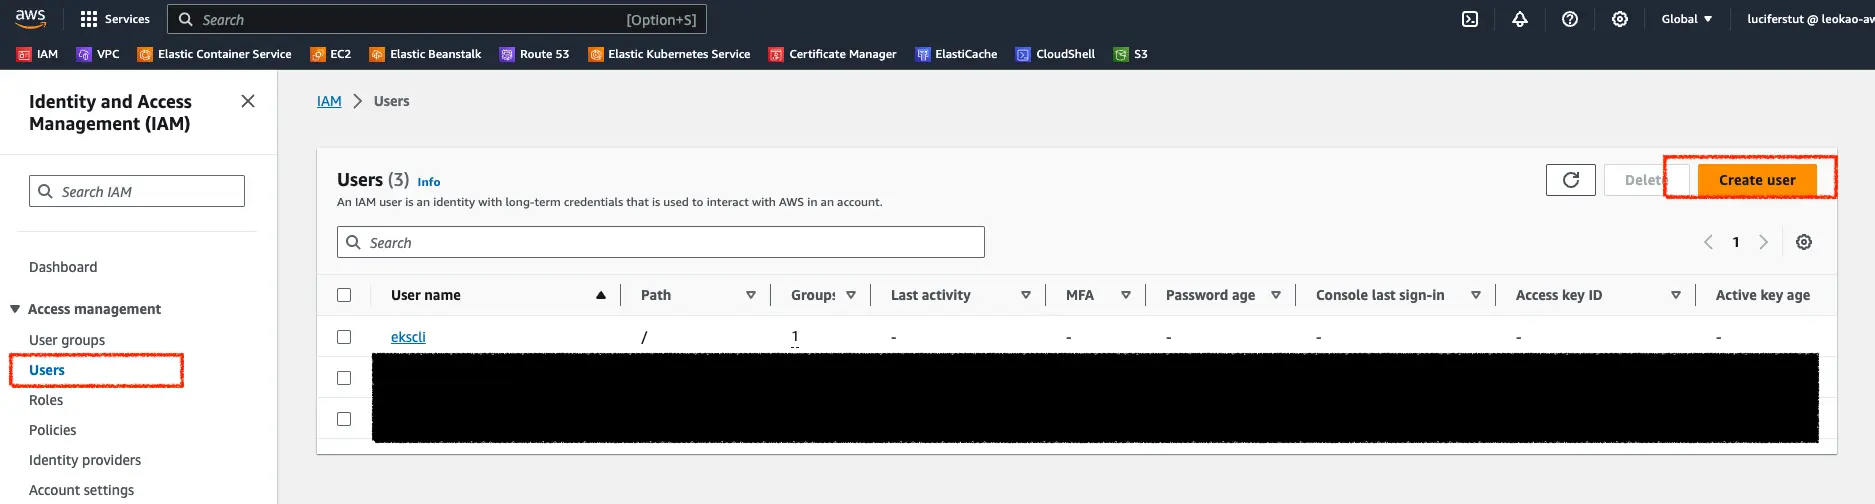 aws Services Search [Option+S] Global luciferstut @ leokao-aw
IAM VPC Elastic Container Service EC2 Elastic Beanstalk Route 53 Elastic Kubernetes Service Certificate Manager ElastiCache CloudShell S3
Identity and Access
Management (IAM)
Search IAM
Dashboard
Access management
User groups
Users
Roles
Policies
Identity providers
Account settings
IAM > Users
Users (3) Info
An IAM user is an identity with long-term credentials that is used to interact with AWS in an account.
Delete
Create user
Search
1
User name Path Groups Last activity MFA Password age Console last sign-in Access key ID Active key age
ekscli / 1 - - - - - -